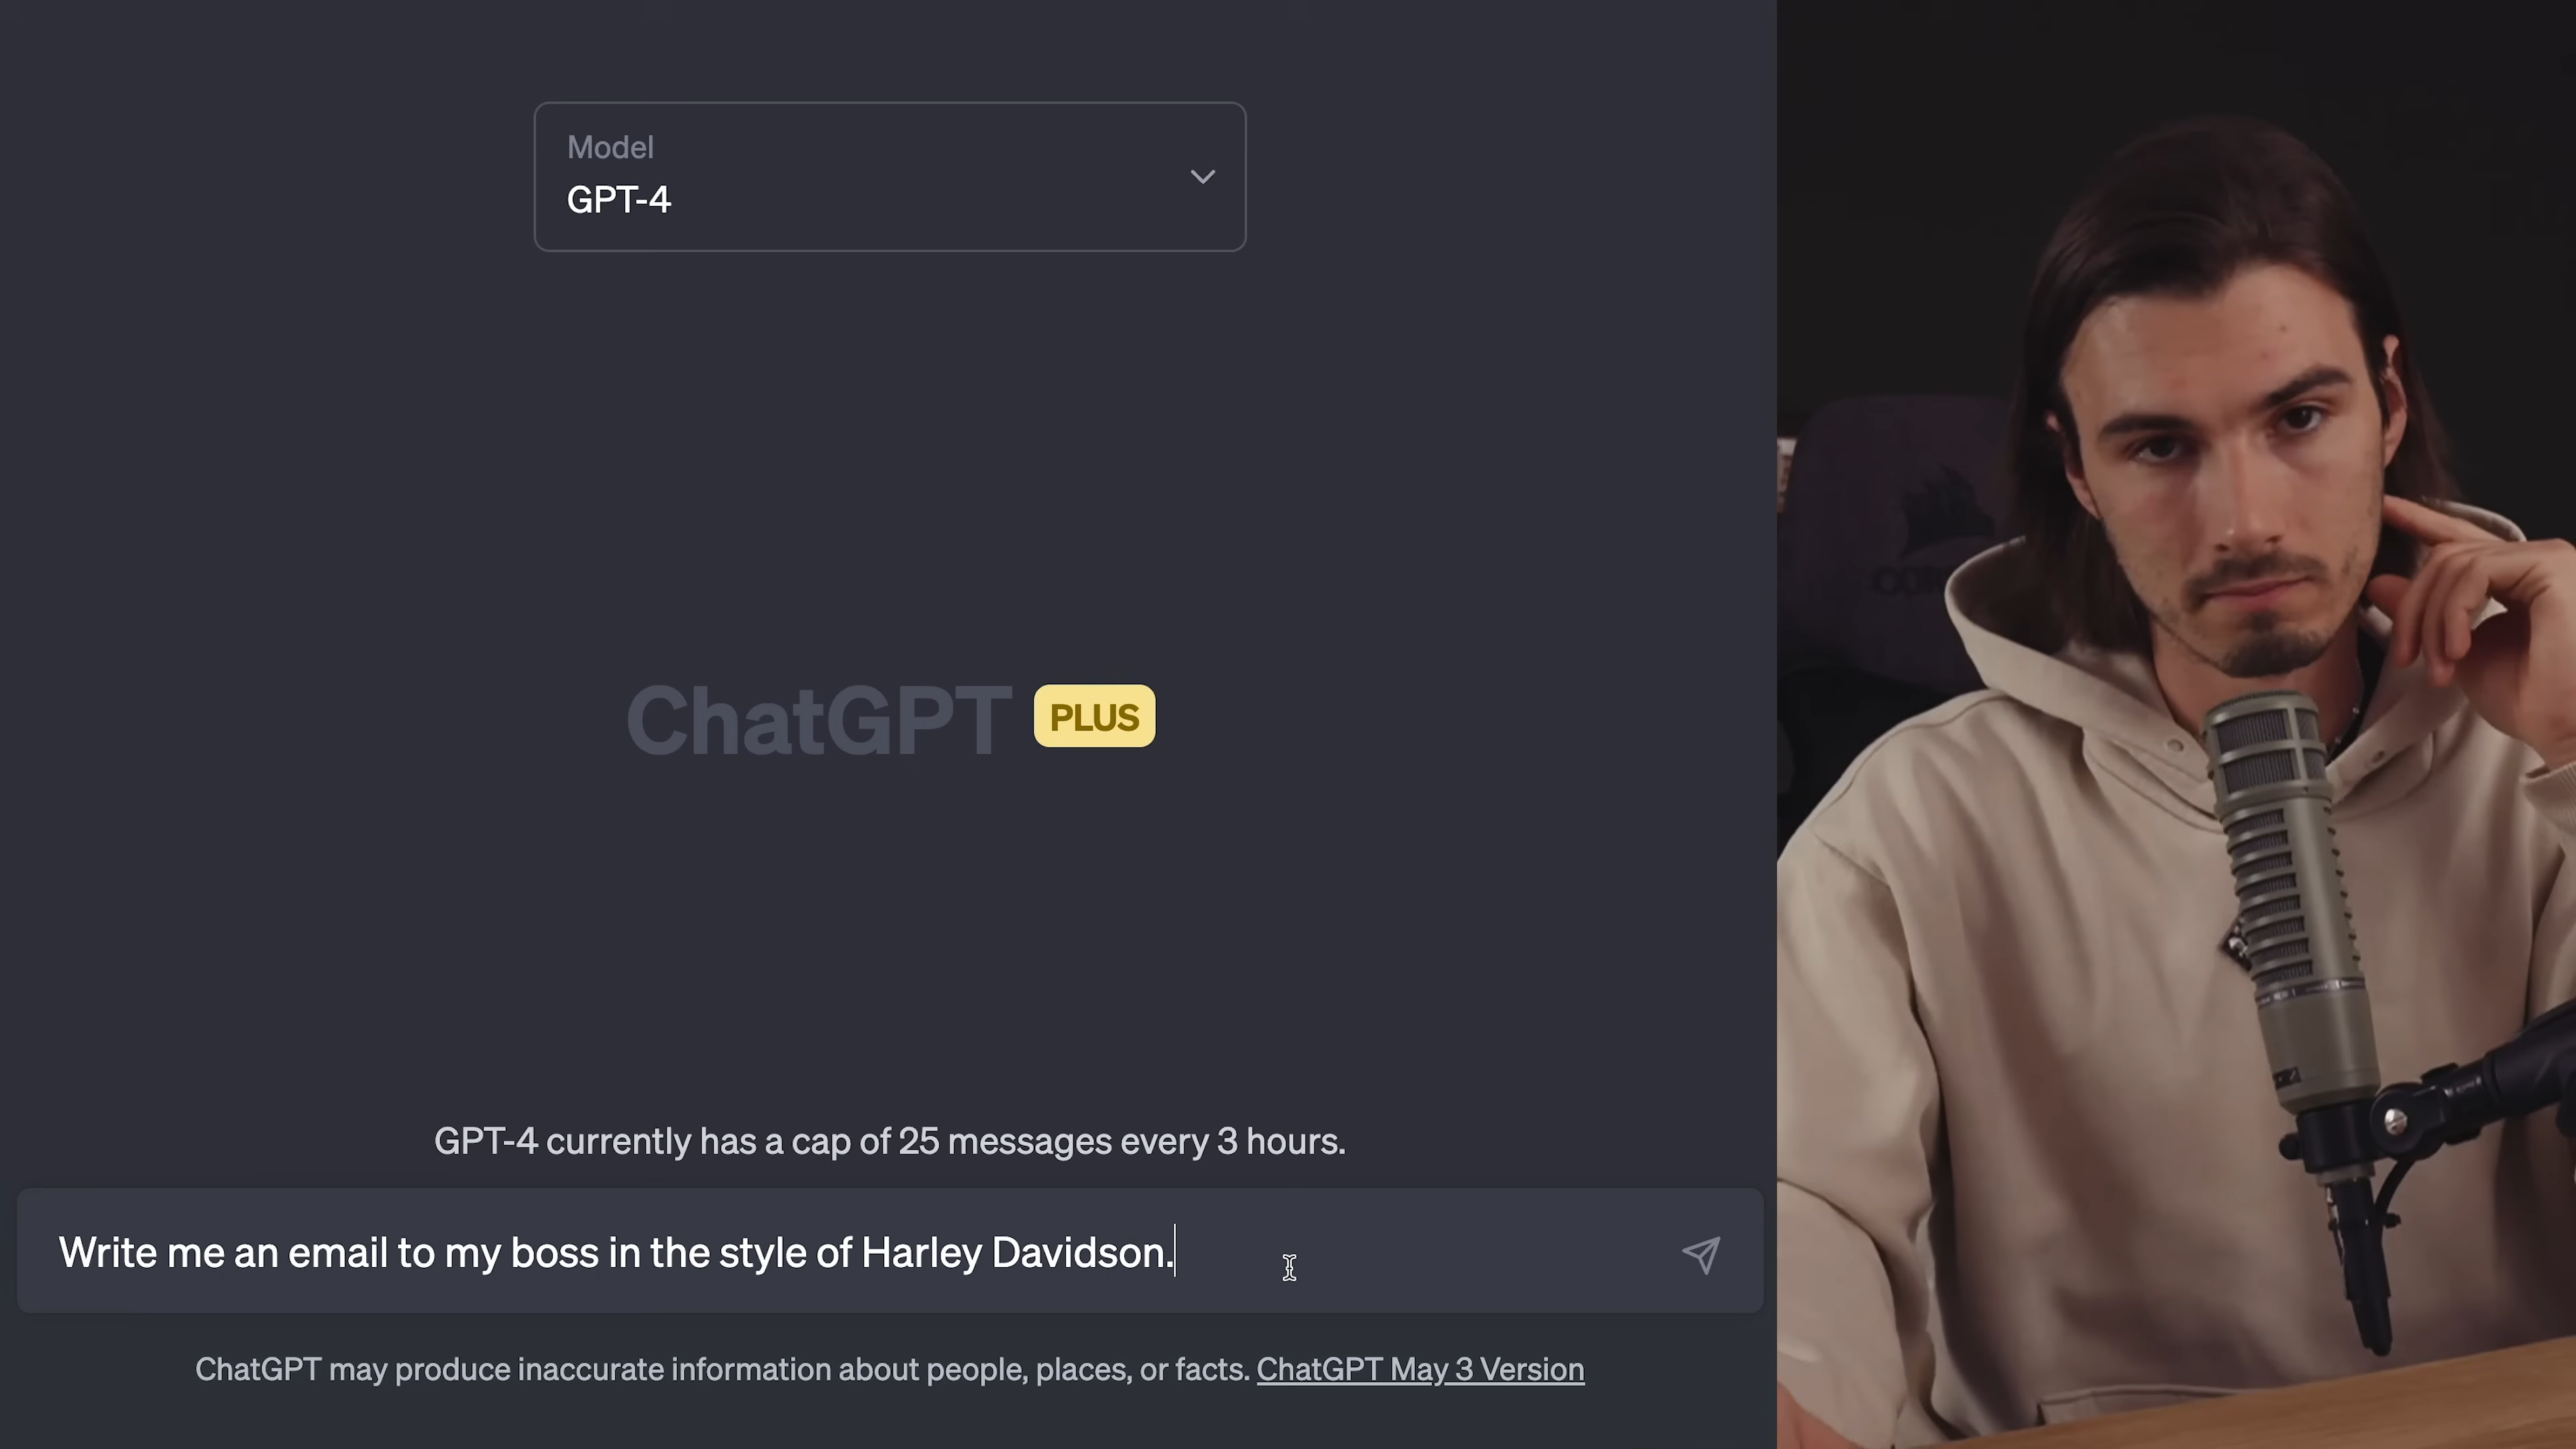 Model
GPT-4
ChatGPT PLUS
GPT-4 currently has a cap of 25 messages every 3 hours.
Write me an email to my boss in the style of Harley Davidson.
ChatGPT may produce inaccurate information about people, places, or facts. ChatGPT May 3 Version